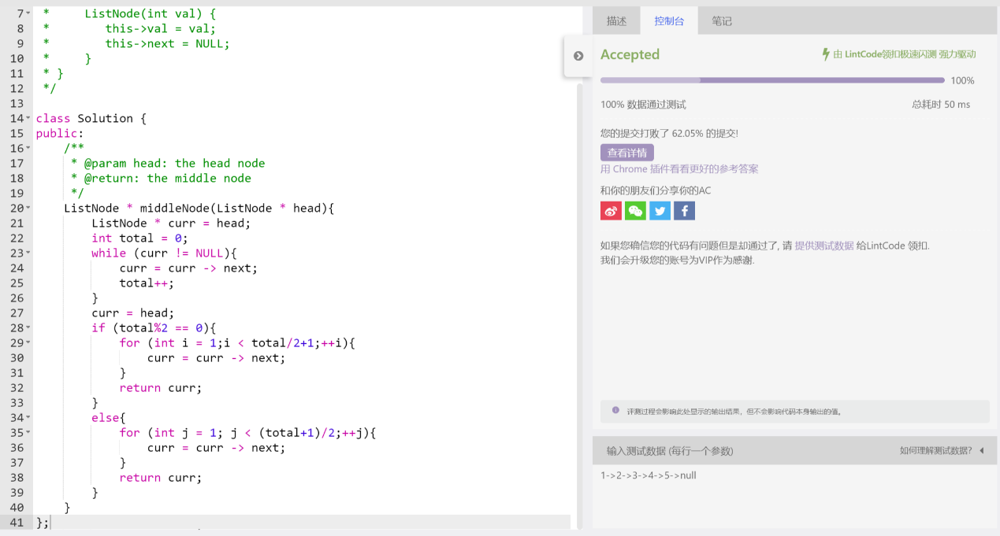 7 *     ListNode(int val) {
8 *        this->val = val;
9 *        this->next = NULL;
10 *     }
11 * }
12 */
13
14 class Solution {
15 public:
16     /**
17      * @param head: the head node
18      * @return: the middle node
19      */
20     ListNode * middleNode(ListNode * head){
21         ListNode * curr = head;
22         int total = 0;
23         while (curr != NULL){
24             curr = curr -> next;
25             total++;
26         }
27         curr = head;
28         if (total%2 == 0){
29             for (int i = 1;i < total/2+1;++i){
30                 curr = curr -> next;
31             }
32             return curr;
33         }
34         else{
35             for (int j = 1; j < (total+1)/2;++j){
36                 curr = curr -> next;
37             }
38             return curr;
39         }
40     }
41 };
描述 控制台 笔记
Accepted 由 LintCode领扣极速闪测 强力驱动
100%
100% 数据通过测试 总耗时 50 ms
您的提交打败了 62.05% 的提交!
查看详情
用 Chrome 插件看看更好的参考答案
和你的朋友们分享你的AC
如果您确信您的代码有问题但是却通过了, 请 提供测试数据 给LintCode 领扣.
我们会升级您的账号为VIP作为感谢.
评测过程会影响此处显示的输出结果，但不会影响代码本身输出的值。
输入测试数据 (每行一个参数) 如何理解测试数据?
1->2->3->4->5->null